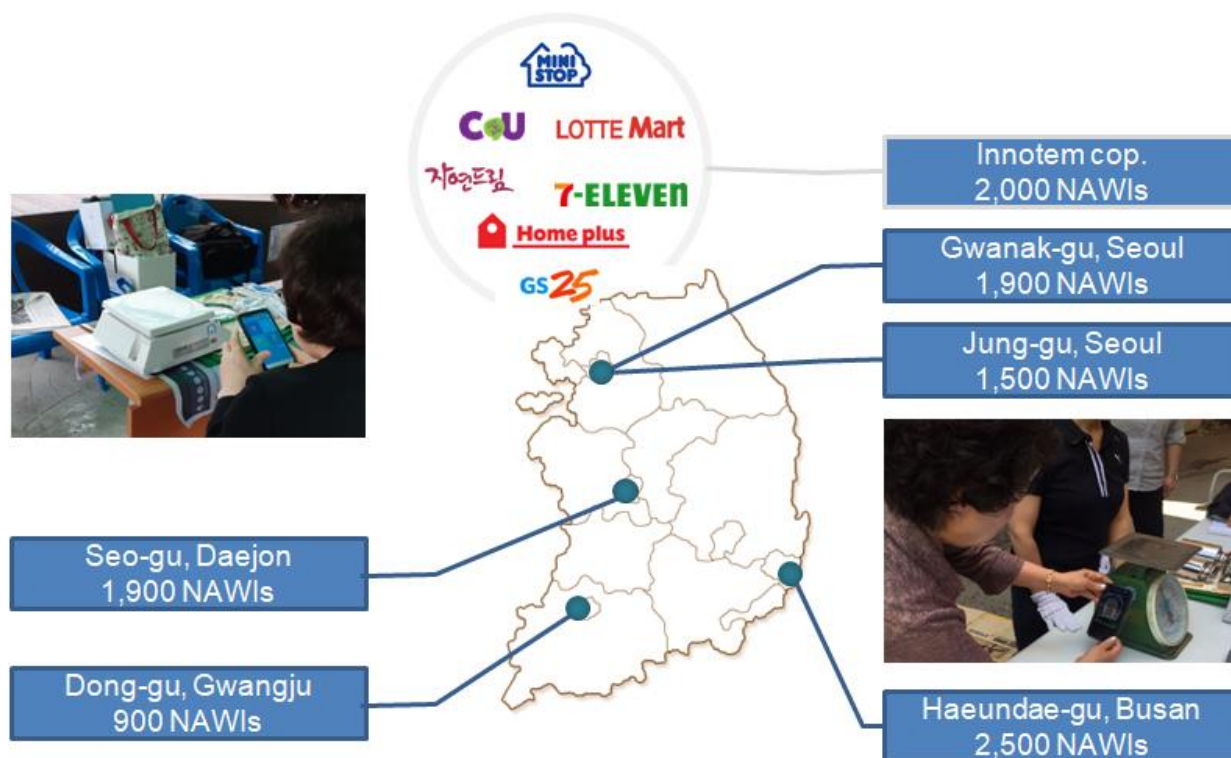 MINI
STOP
CU
LOTTE Mart
자연드림
7-ELEVEN
Home plus
GS25
Innotem cop.
2,000 NAWIs
Gwanak-gu, Seoul
1,900 NAWIs
Jung-gu, Seoul
1,500 NAWIs
Seo-gu, Daejon
1,900 NAWIs
Dong-gu, Gwangju
900 NAWIs
Haeundae-gu, Busan
2,500 NAWIs